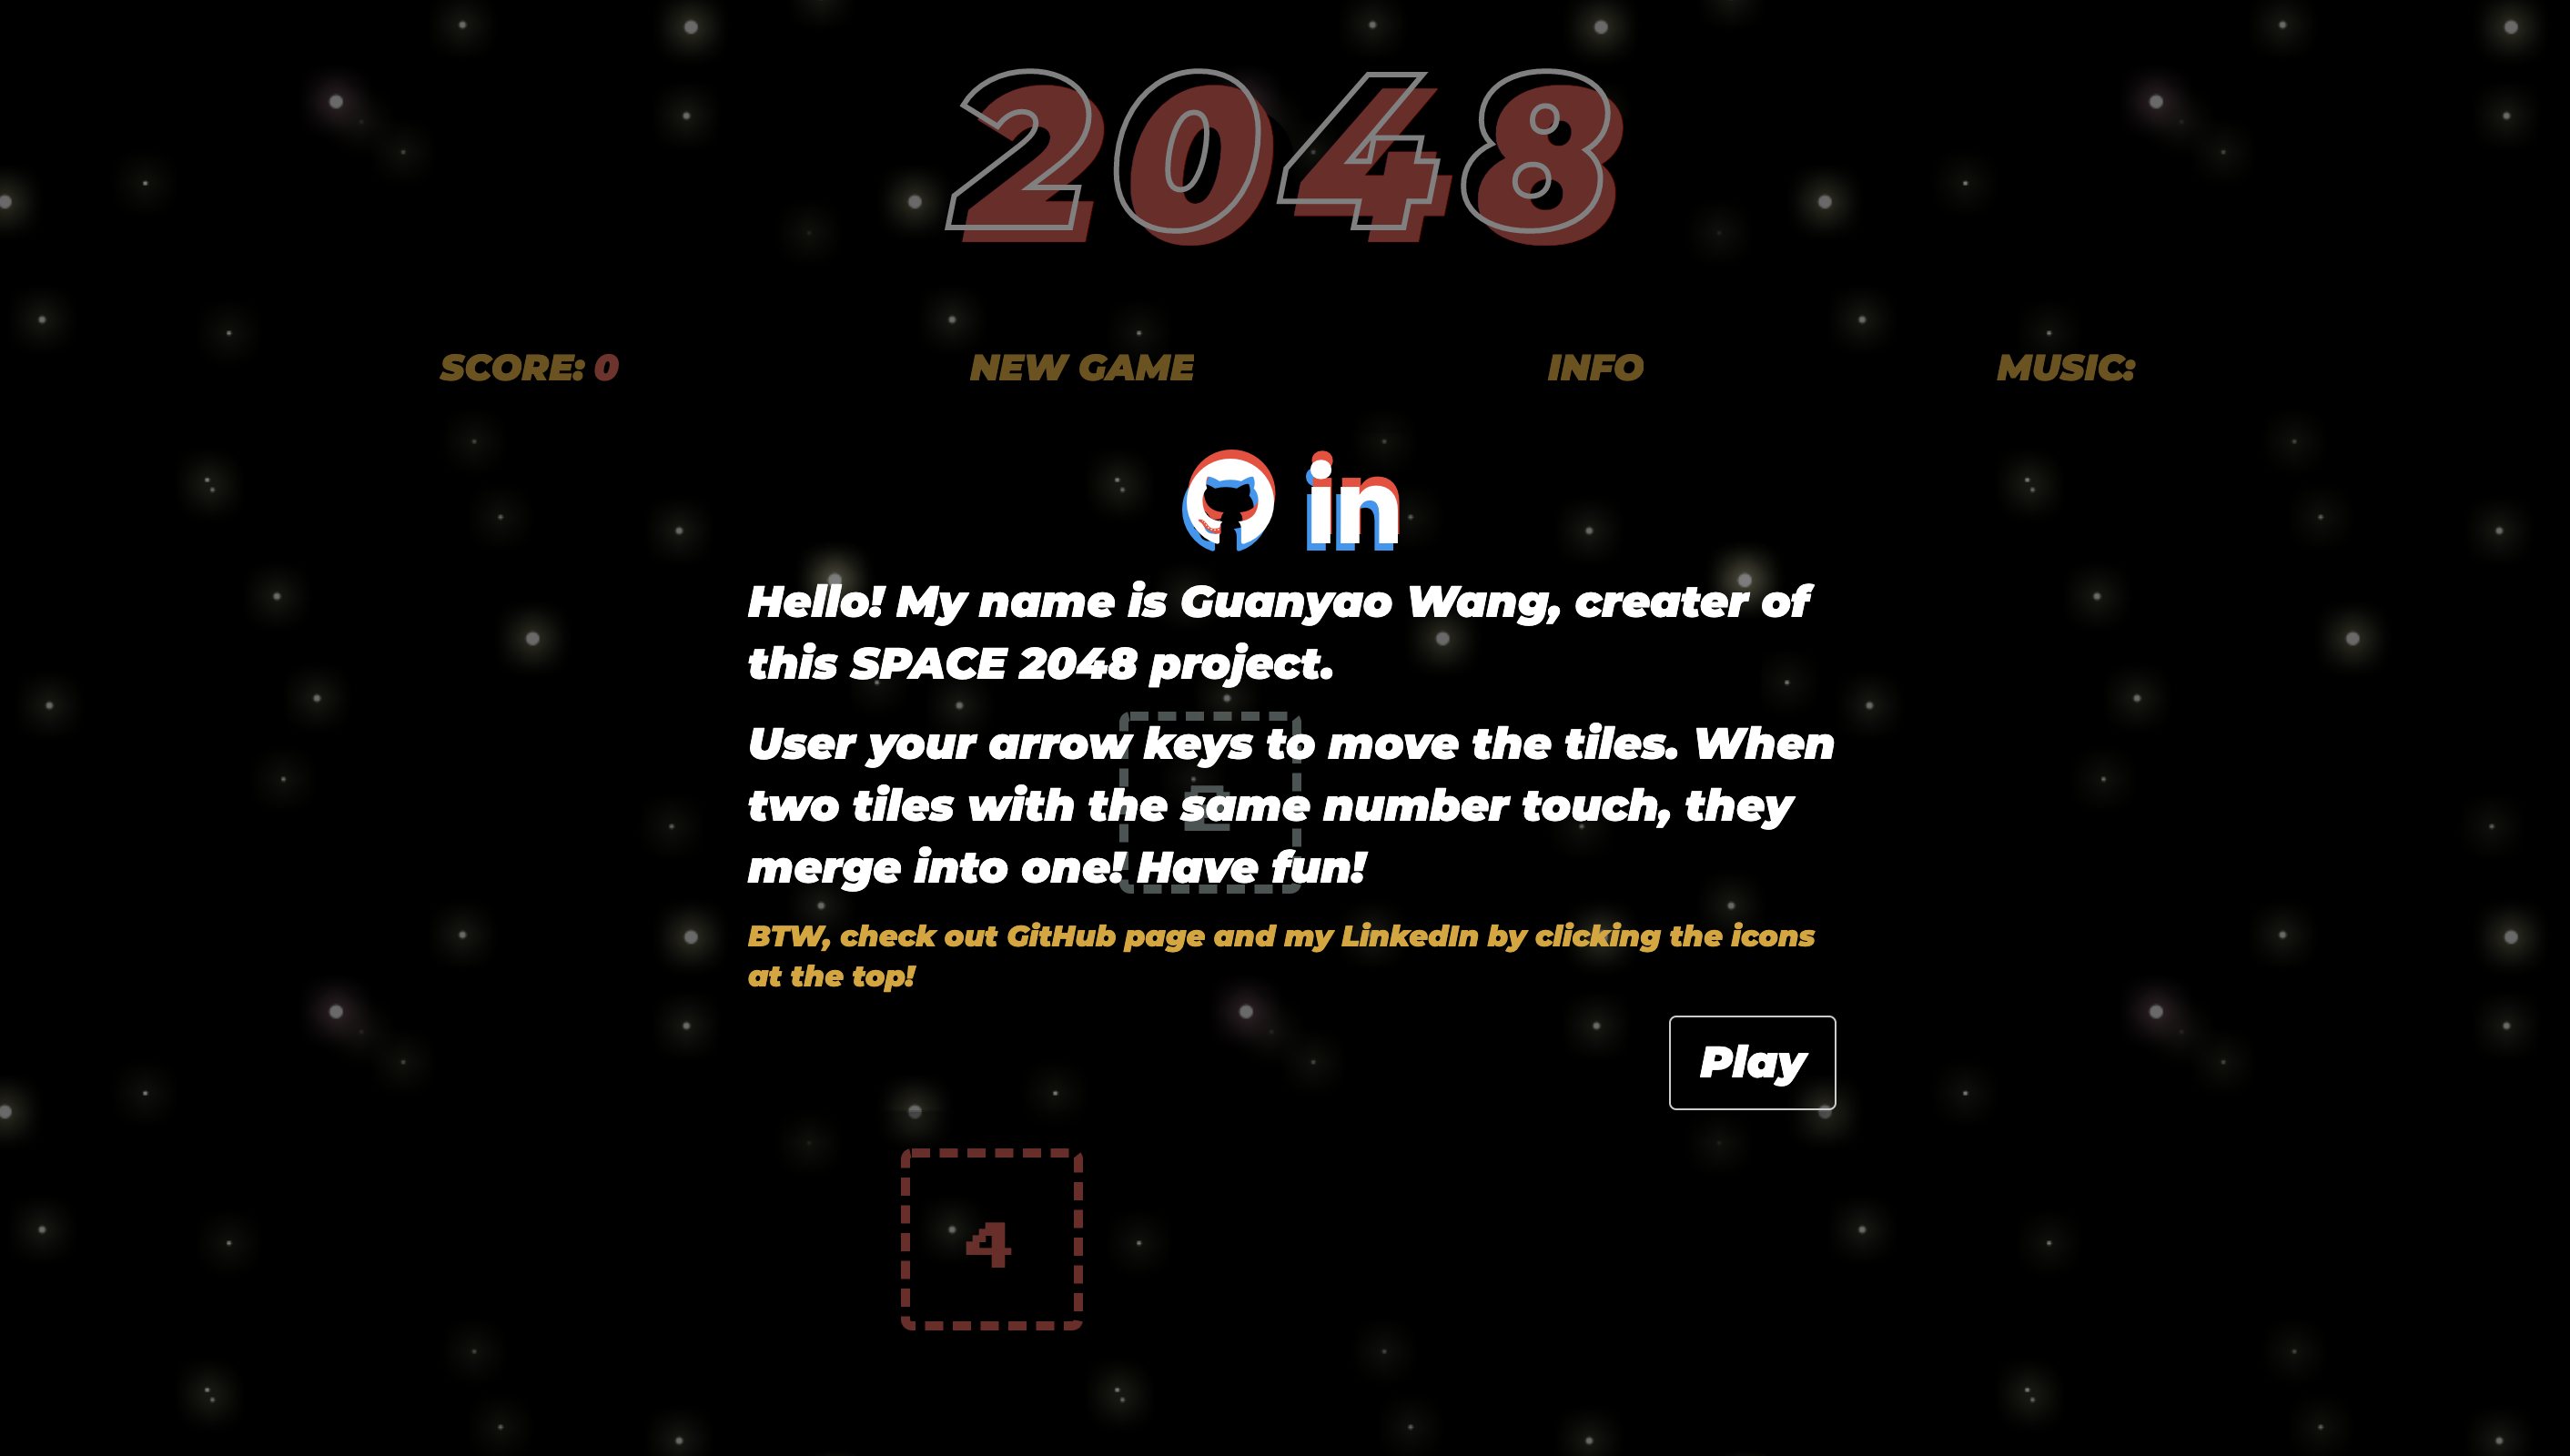 2048
SCORE: 0
NEW GAME
INFO
MUSIC:
in
Hello! My name is Guanyao Wang, creater of
this SPACE 2048 project.
User your arrow keys to move the tiles. When
two tiles with the same number touch, they
merge into one! Have fun!
2
BTW, check out GitHub page and my LinkedIn by clicking the icons
at the top!
Play
4